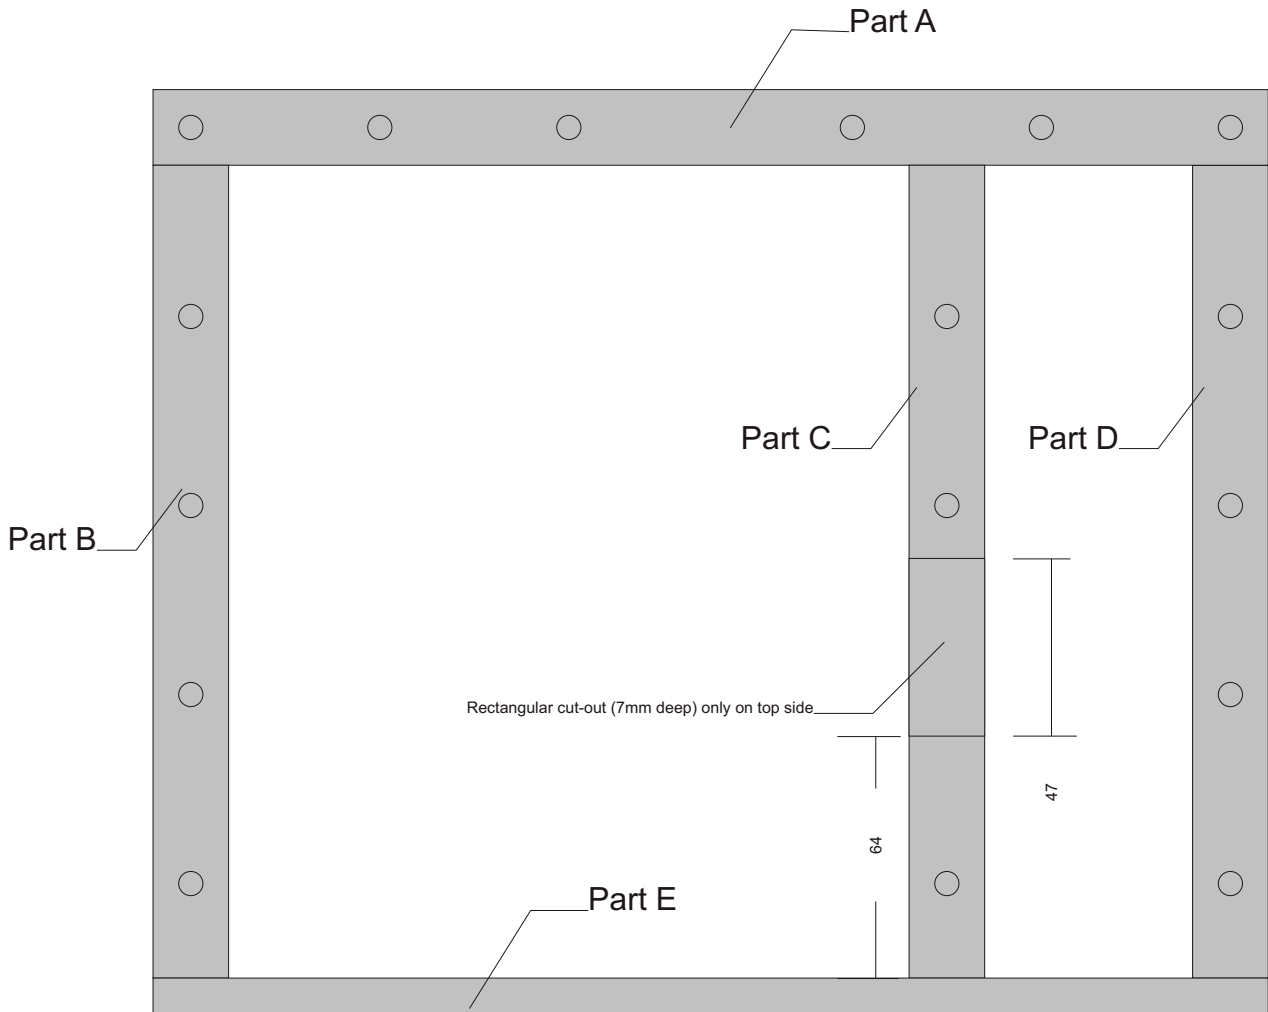 Part A
Part C
Part D
Part B
Rectangular cut-out (7mm deep) only on top side
47
64
Part E